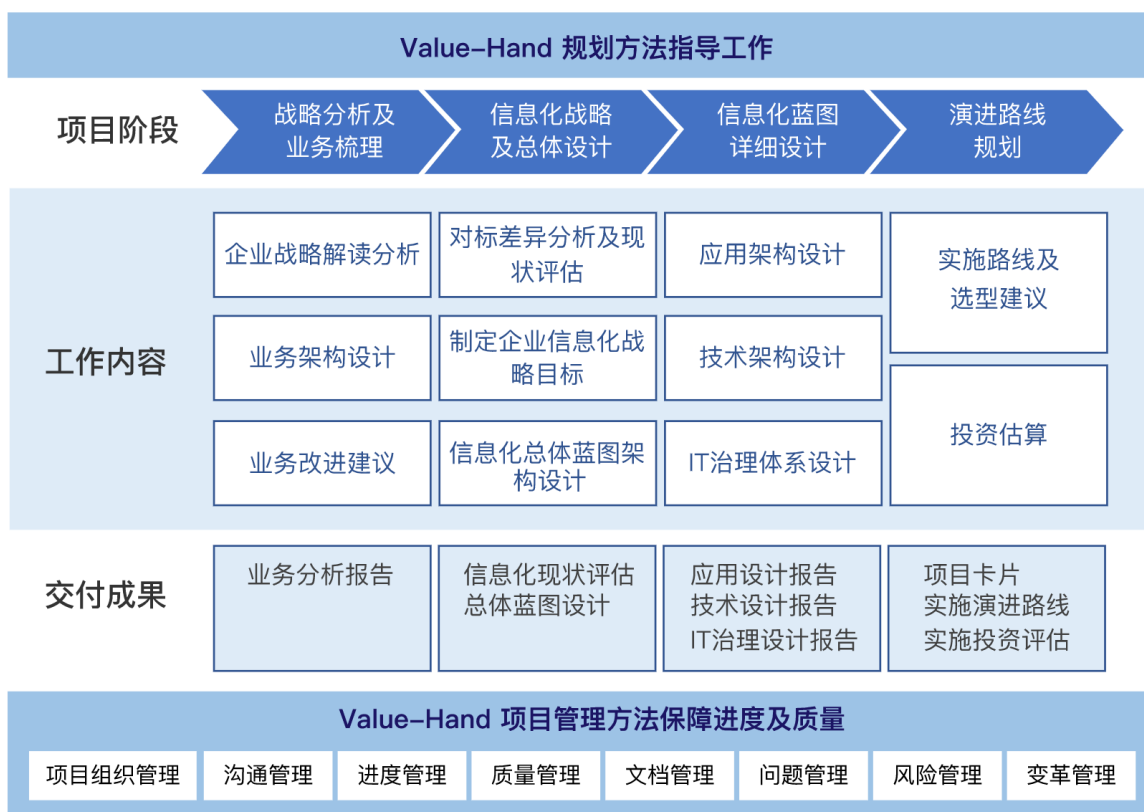 Value-Hand 规划方法指导工作
项目阶段
战略分析及
业务梳理
信息化战略
及总体设计
信息化蓝图
详细设计
演进路线
规划
工作内容
企业战略解读分析
业务架构设计
业务改进建议
对标差异分析及现
状评估
制定企业信息化战
略目标
信息化总体蓝图架
构设计
应用架构设计
技术架构设计
IT治理体系设计
实施路线及
选型建议
投资估算
交付成果
业务分析报告
信息化现状评估
总体蓝图设计
应用设计报告
技术设计报告
IT治理设计报告
项目卡片
实施演进路线
实施投资评估
Value-Hand 项目管理方法保障进度及质量
项目组织管理
沟通管理
进度管理
质量管理
文档管理
问题管理
风险管理
变革管理